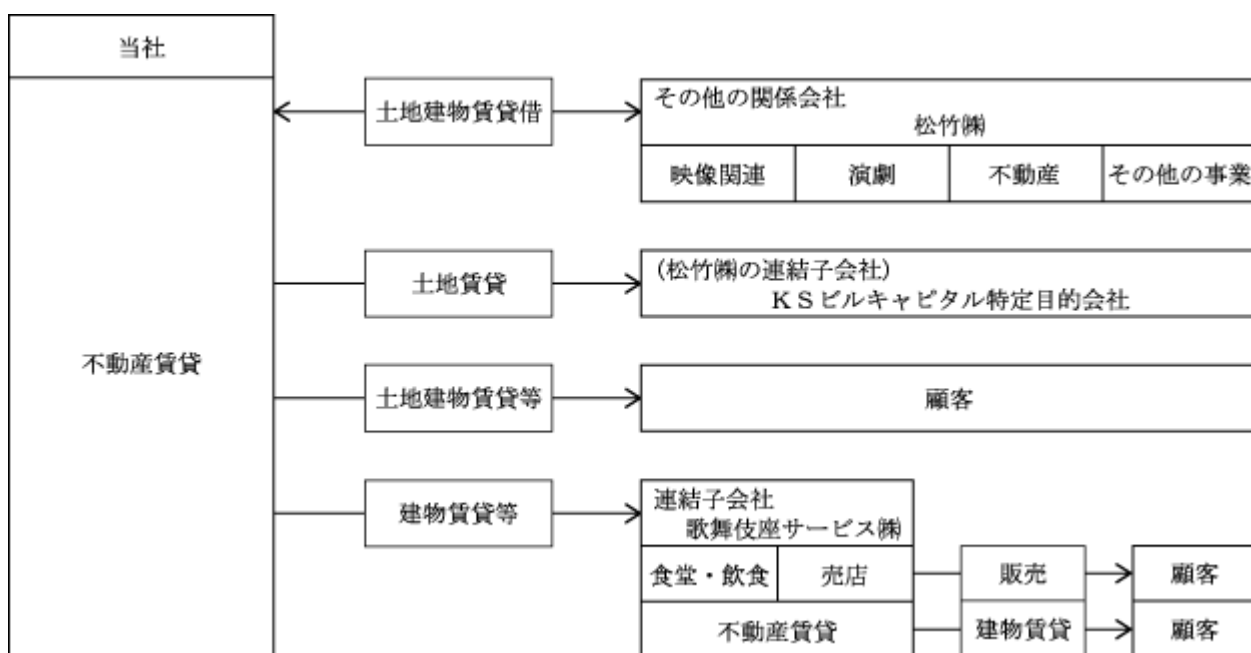 当社
不動産賃貸
土地建物賃貸借
その他の関係会社
松竹㈱
映像関連
演劇
不動産
その他の事業
土地賃貸
(松竹㈱の連結子会社)
KSビルキャピタル特定目的会社
土地建物賃貸等
顧客
建物賃貸等
連結子会社
歌舞伎座サービス㈱
食堂・飲食
売店
販売
顧客
不動産賃貸
建物賃貸
顧客